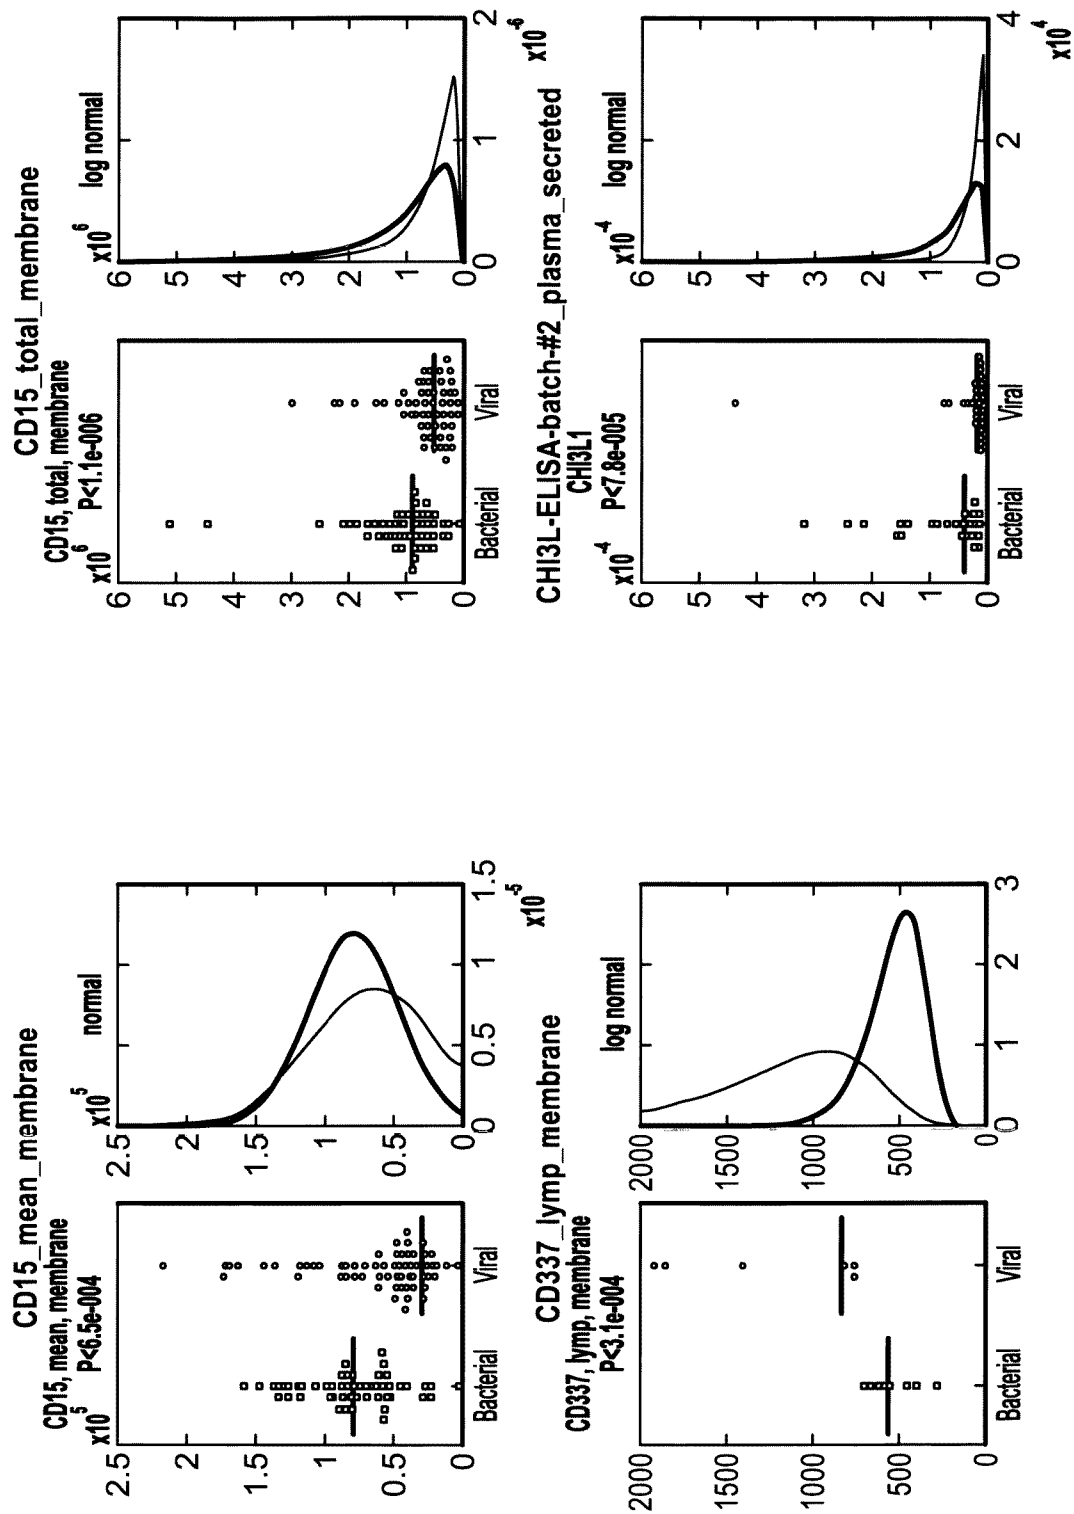 CD15_mean_membrane
CD15, mean, membrane
P<6.5e-004
x10^5
2.5
2
1.5
1
0.5
0
Bacterial
Viral
normal
x10^5
2.5
2
1.5
1
0.5
0
0
0.5
1
1.5
x10^-5
CD15_total_membrane
CD15, total, membrane
P<1.1e-006
x10^6
6
5
4
3
2
1
0
Bacterial
Viral
log normal
x10^6
6
5
4
3
2
1
0
0
1
2
x10^-6
CD337_lymp_membrane
CD337, lymp, membrane
P<3.1e-004
2000
1500
1000
500
0
Bacterial
Viral
log normal
2000
1500
1000
500
0
0
1
2
3
CHI3L-ELISA-batch-#2_plasma_secreted
CHI3L1
P<7.8e-005
x10^-4
6
5
4
3
2
1
0
Bacterial
Viral
log normal
x10^-4
6
5
4
3
2
1
0
0
2
4
x10^4